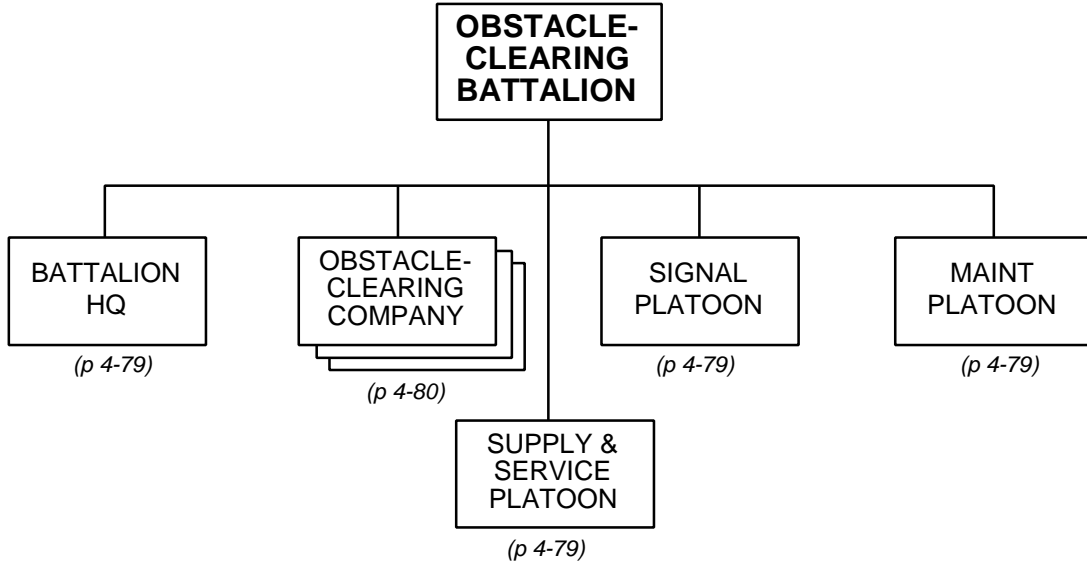 OBSTACLE-
CLEARING
BATTALION
BATTALION
HQ
(p 4-79)
OBSTACLE-
CLEARING
COMPANY
(p 4-80)
SIGNAL
PLATOON
(p 4-79)
MAINT
PLATOON
(p 4-79)
SUPPLY &
SERVICE
PLATOON
(p 4-79)